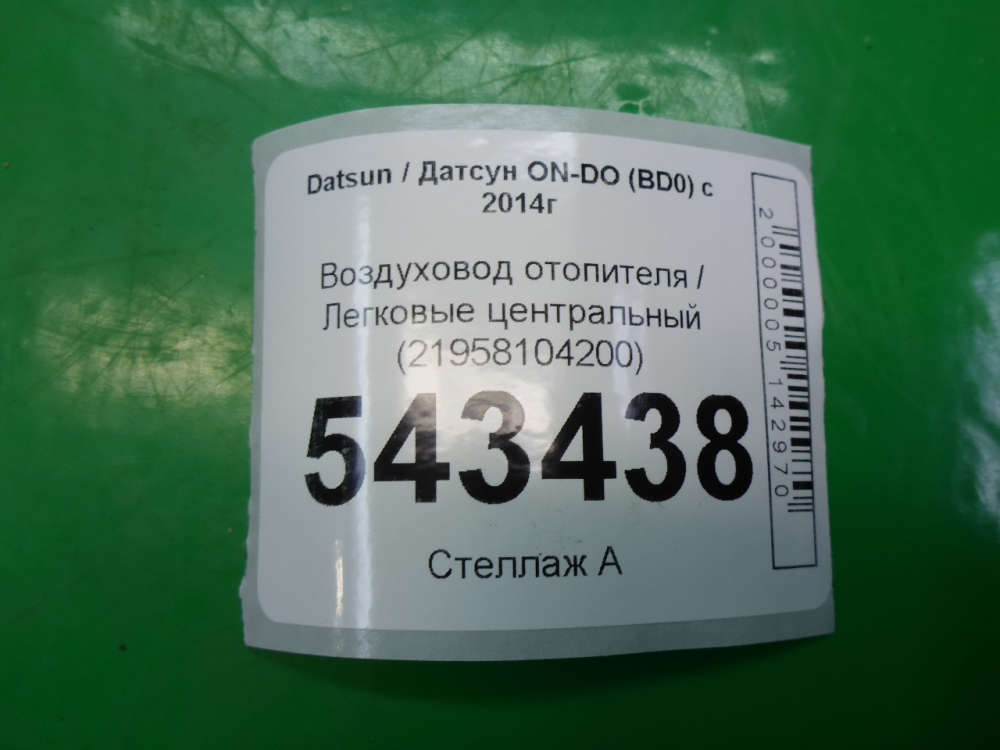 Datsun / Датсун ON-DO (BD0) с
2014г
Воздуховод отопителя /
Легковые центральный
(21958104200)
543438
Стеллаж А
2000005142970